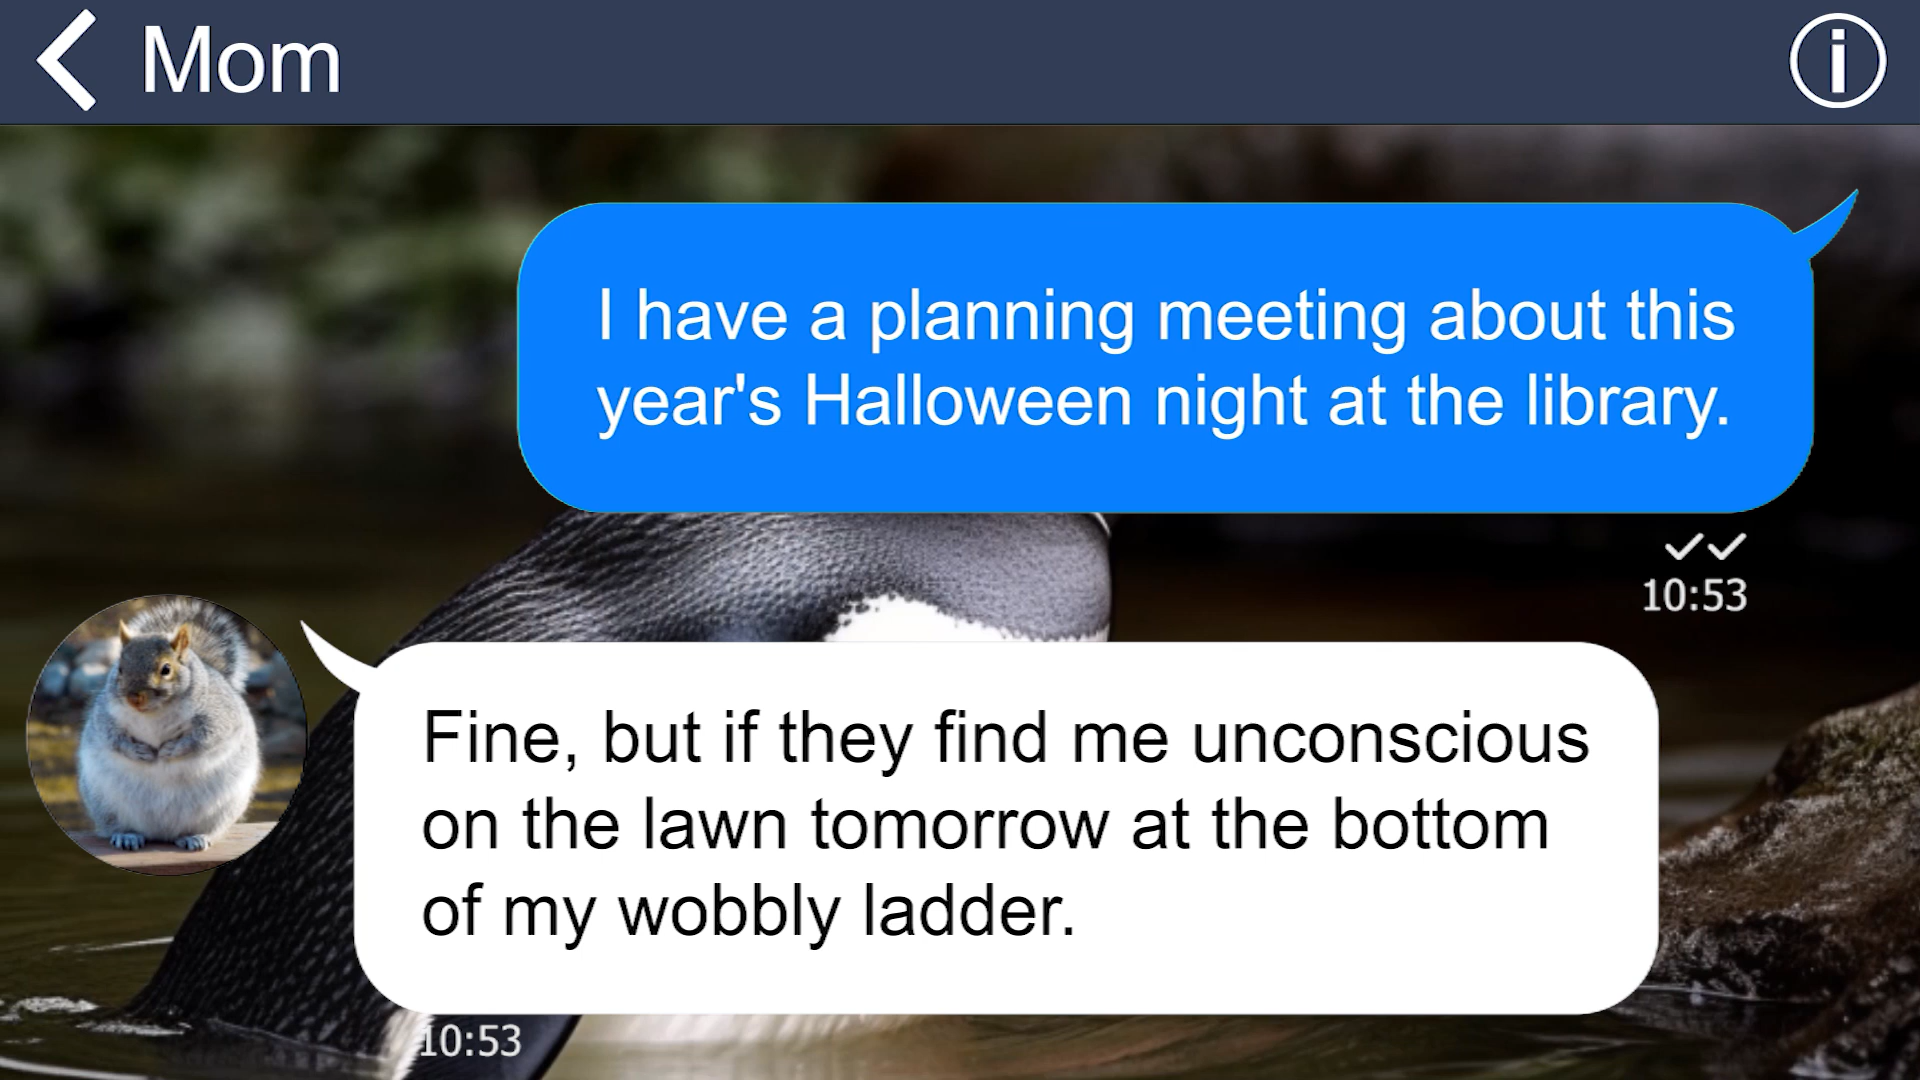 Mom
I have a planning meeting about this
year's Halloween night at the library.
10:53
Fine, but if they find me unconscious
on the lawn tomorrow at the bottom
of my wobbly ladder.
10:53